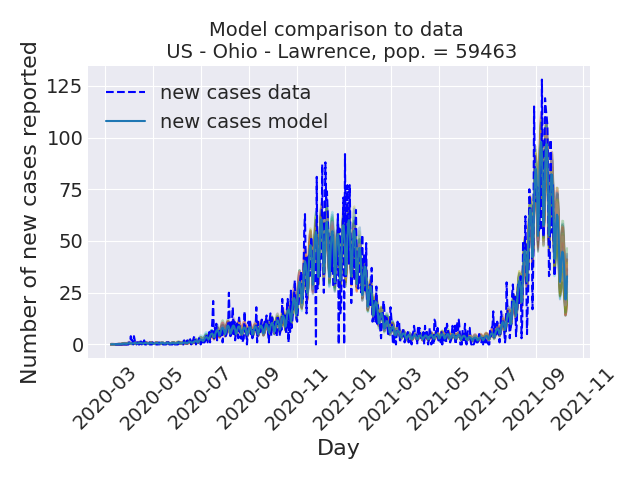 Model comparison to data
US - Ohio - Lawrence, pop. = 59463
Number of new cases reported
125
100
75
50
25
0
new cases data
new cases model
2020-03
2020-05
2020-07
2020-09
2020-11
2021-01
2021-03
2021-05
2021-07
2021-09
2021-11
Day